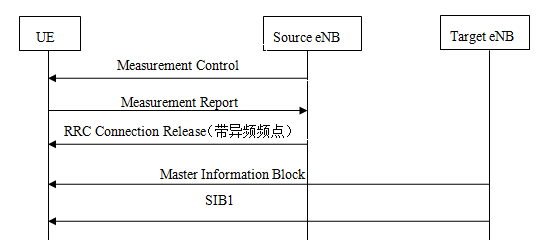 UE
Source eNB
Target eNB
Measurement Control
Measurement Report
RRC Connection Release(带异频频点)
Master Information Block
SIB1